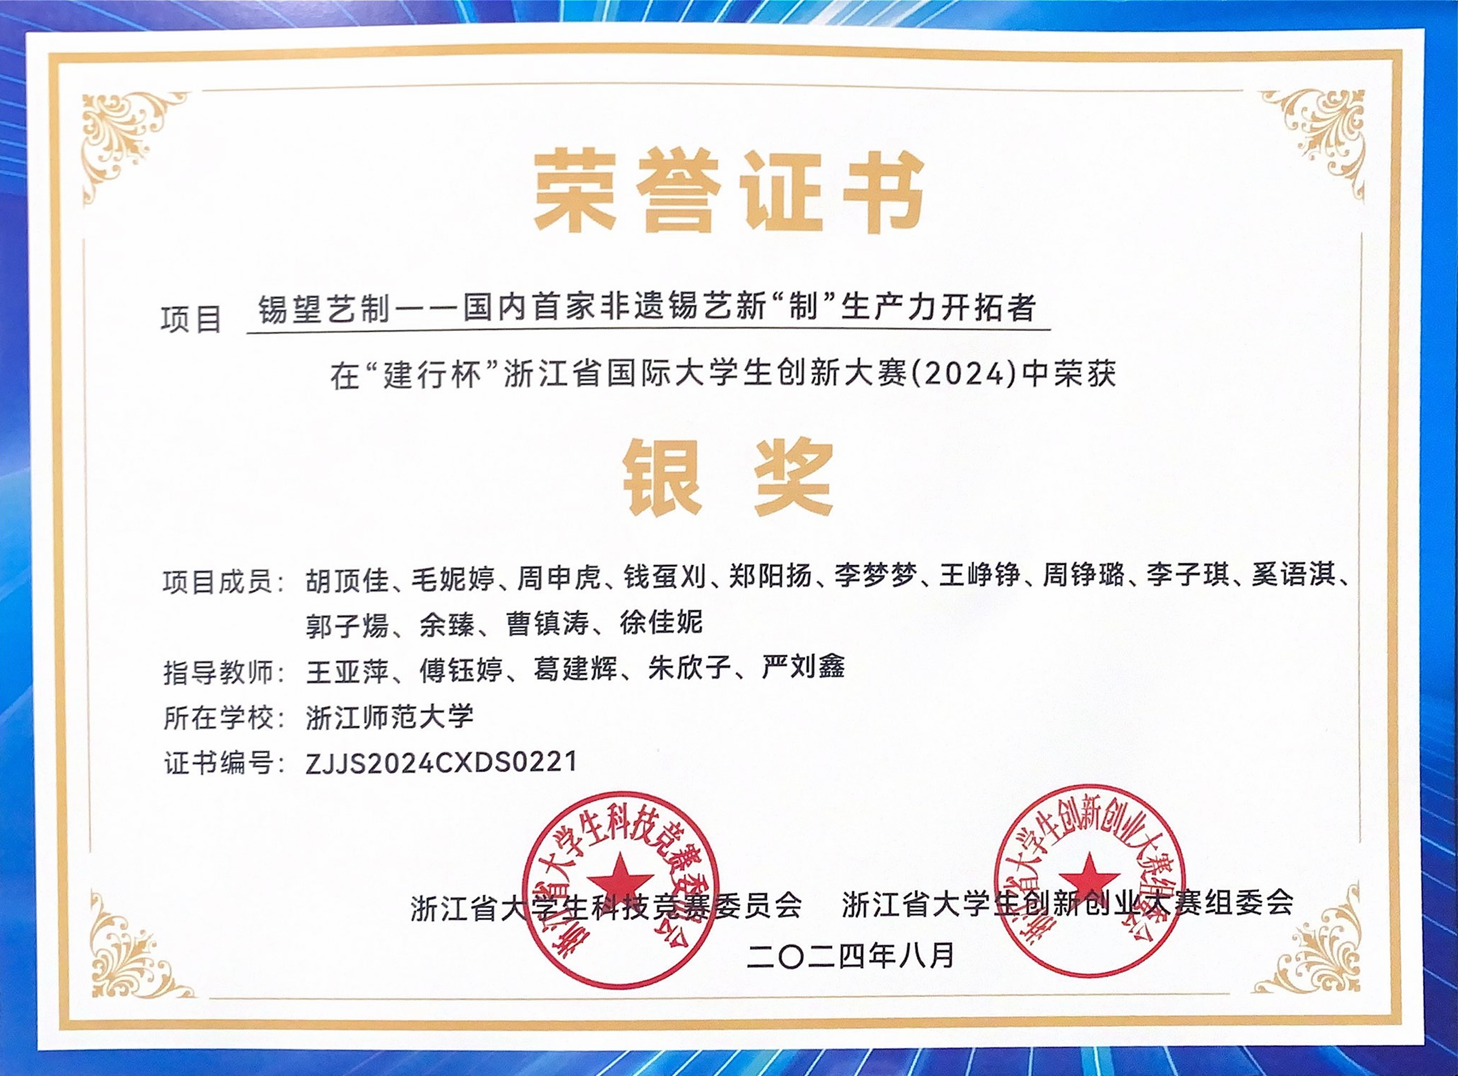 荣誉证书
项目 锡望艺制——国内首家非遗锡艺新“制”生产力开拓者
在“建行杯”浙江省国际大学生创新大赛(2024)中荣获
银奖
项目成员：胡顶佳、毛妮婷、周申虎、钱虿刈、郑阳扬、李梦梦、王峥铮、周铮璐、李子琪、奚语淇、
郭子煬、余臻、曹镇涛、徐佳妮
指导教师：王亚萍、傅钰婷、葛建辉、朱欣子、严刘鑫
所在学校：浙江师范大学
证书编号：ZJJS2024CXDS0221
浙江省大学生科技竞赛委员会 浙江省大学生创新创业大赛组委会
二〇二四年八月
浙江省大学生科技竞赛委员会
浙江省大学生创新创业大赛组委会